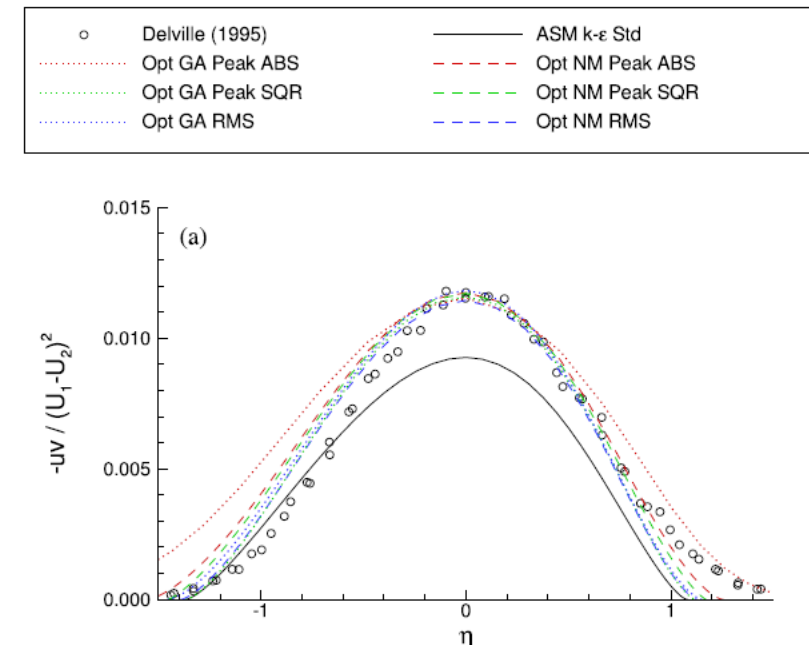 Delville (1995) ASM k-ε Std
Opt GA Peak ABS Opt NM Peak ABS
Opt GA Peak SQR Opt NM Peak SQR
Opt GA RMS Opt NM RMS
0.015
(a)
0.010
-uv / (U₁-U₂)²
0.005
0.000
-1 0 1
η